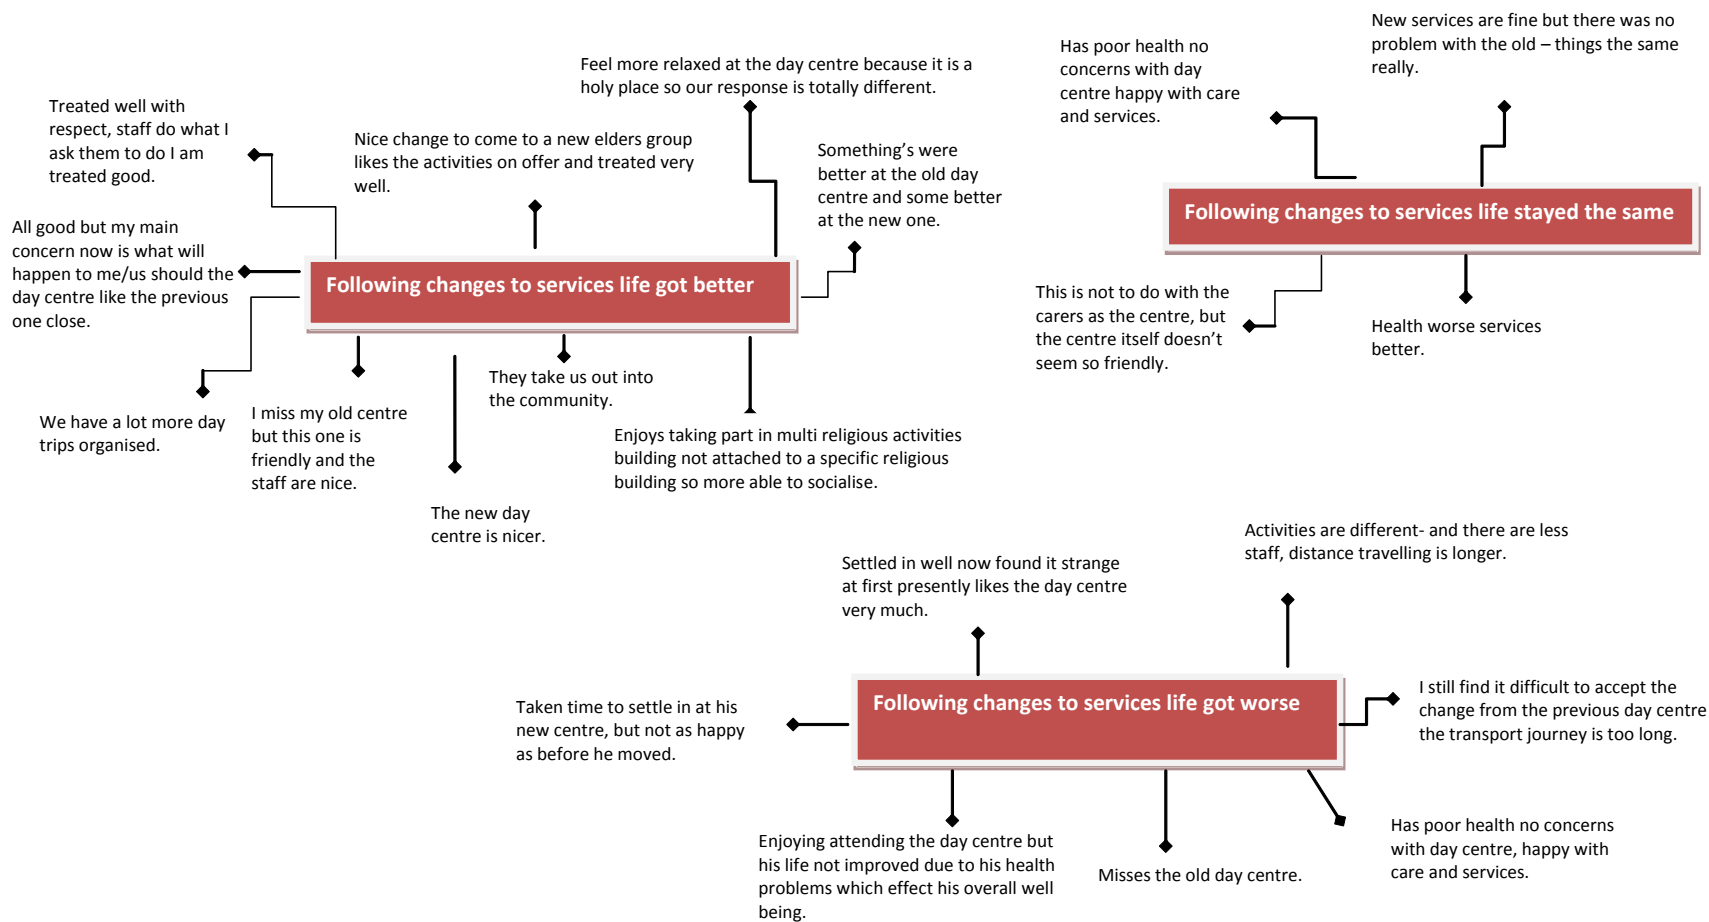 Treated well with
respect, staff do what I
ask them to do I am
treated good.
Nice change to come to a new elders group
likes the activities on offer and treated very
well.
Feel more relaxed at the day centre because it is a
holy place so our response is totally different.
Something's were
better at the old day
centre and some better
at the new one.
All good but my main
concern now is what will
happen to me/us should the
day centre like the previous
one close.
Following changes to services life got better
We have a lot more day
trips organised.
I miss my old centre
but this one is
friendly and the
staff are nice.
The new day
centre is nicer.
They take us out into
the community.
Enjoys taking part in multi religious activities
building not attached to a specific religious
building so more able to socialise.
Has poor health no
concerns with day
centre happy with care
and services.
New services are fine but there was no
problem with the old – things the same
really.
Following changes to services life stayed the same
This is not to do with the
carers as the centre, but
the centre itself doesn't
seem so friendly.
Health worse services
better.
Settled in well now found it strange
at first presently likes the day centre
very much.
Activities are different- and there are less
staff, distance travelling is longer.
Taken time to settle in at his
new centre, but not as happy
as before he moved.
Following changes to services life got worse
I still find it difficult to accept the
change from the previous day centre
the transport journey is too long.
Enjoying attending the day centre but
his life not improved due to his health
problems which effect his overall well
being.
Misses the old day centre.
Has poor health no concerns
with day centre, happy with
care and services.